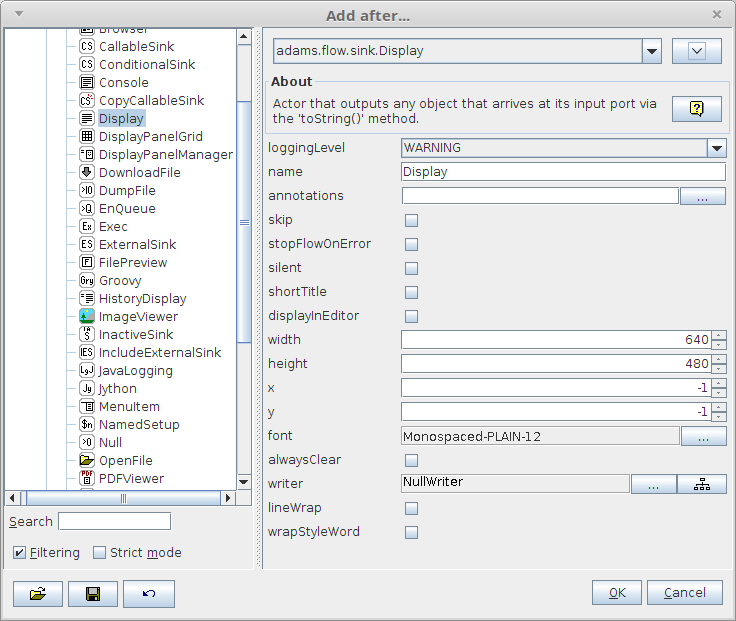 Add after...
Browser
CallableSink
ConditionalSink
Console
CopyCallableSink
Display
DisplayPanelGrid
DisplayPanelManager
DownloadFile
DumpFile
EnQueue
Exec
ExternalSink
FilePreview
Groovy
HistoryDisplay
ImageViewer
InactiveSink
IncludeExternalSink
JavaLogging
Jython
MenuItem
NamedSetup
Null
OpenFile
PDFViewer
Search
Filtering
Strict mode
adams.flow.sink.Display
About
Actor that outputs any object that arrives at its input port via
the 'toString()' method.
loggingLevel WARNING
name Display
annotations ...
skip
stopFlowOnError
silent
shortTitle
displayInEditor
width 640
height 480
x -1
y -1
font Monospaced-PLAIN-12 ...
alwaysClear
writer NullWriter ...
lineWrap
wrapStyleWord
OK Cancel